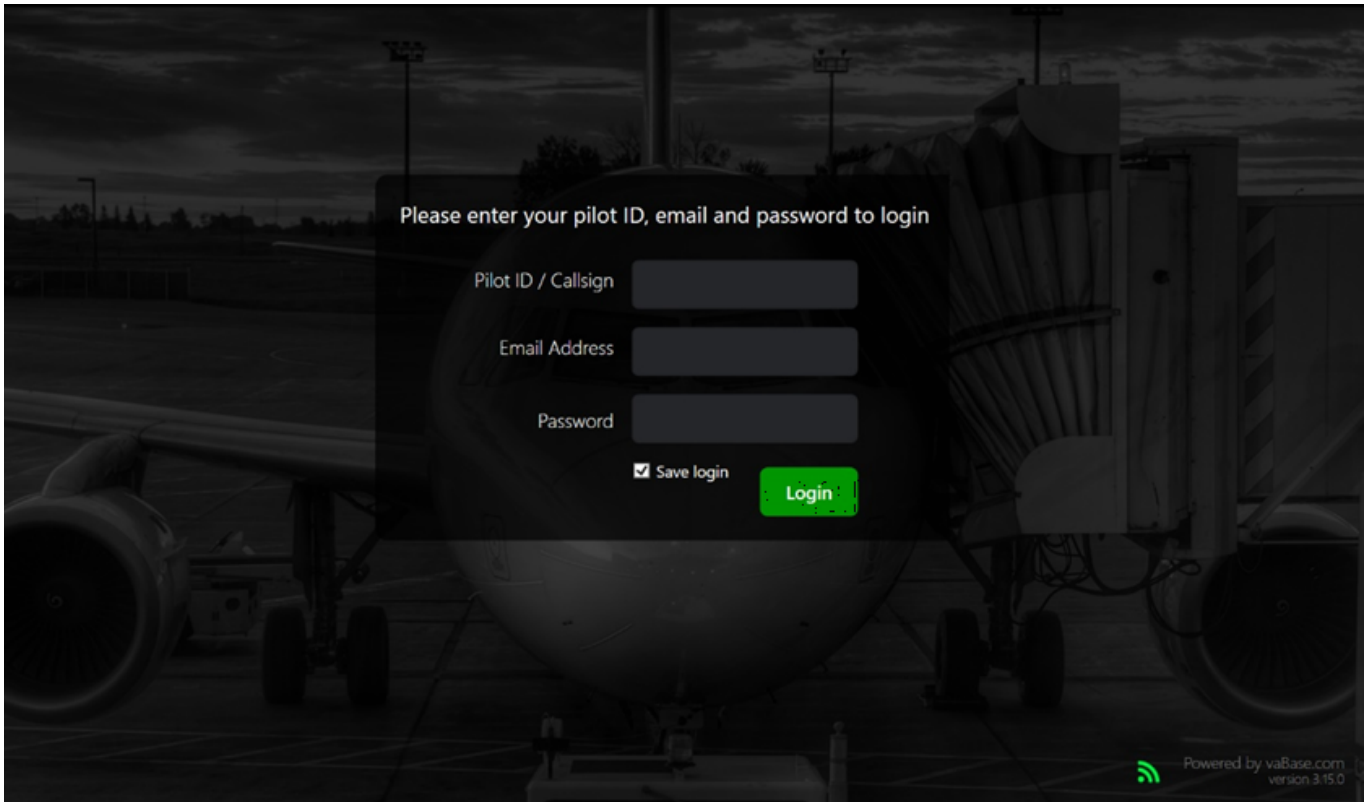 Please enter your pilot ID, email and password to login
Pilot ID / Callsign
Email Address
Password
Save login
Login
Powered by vaBase.com
version 3.15.0